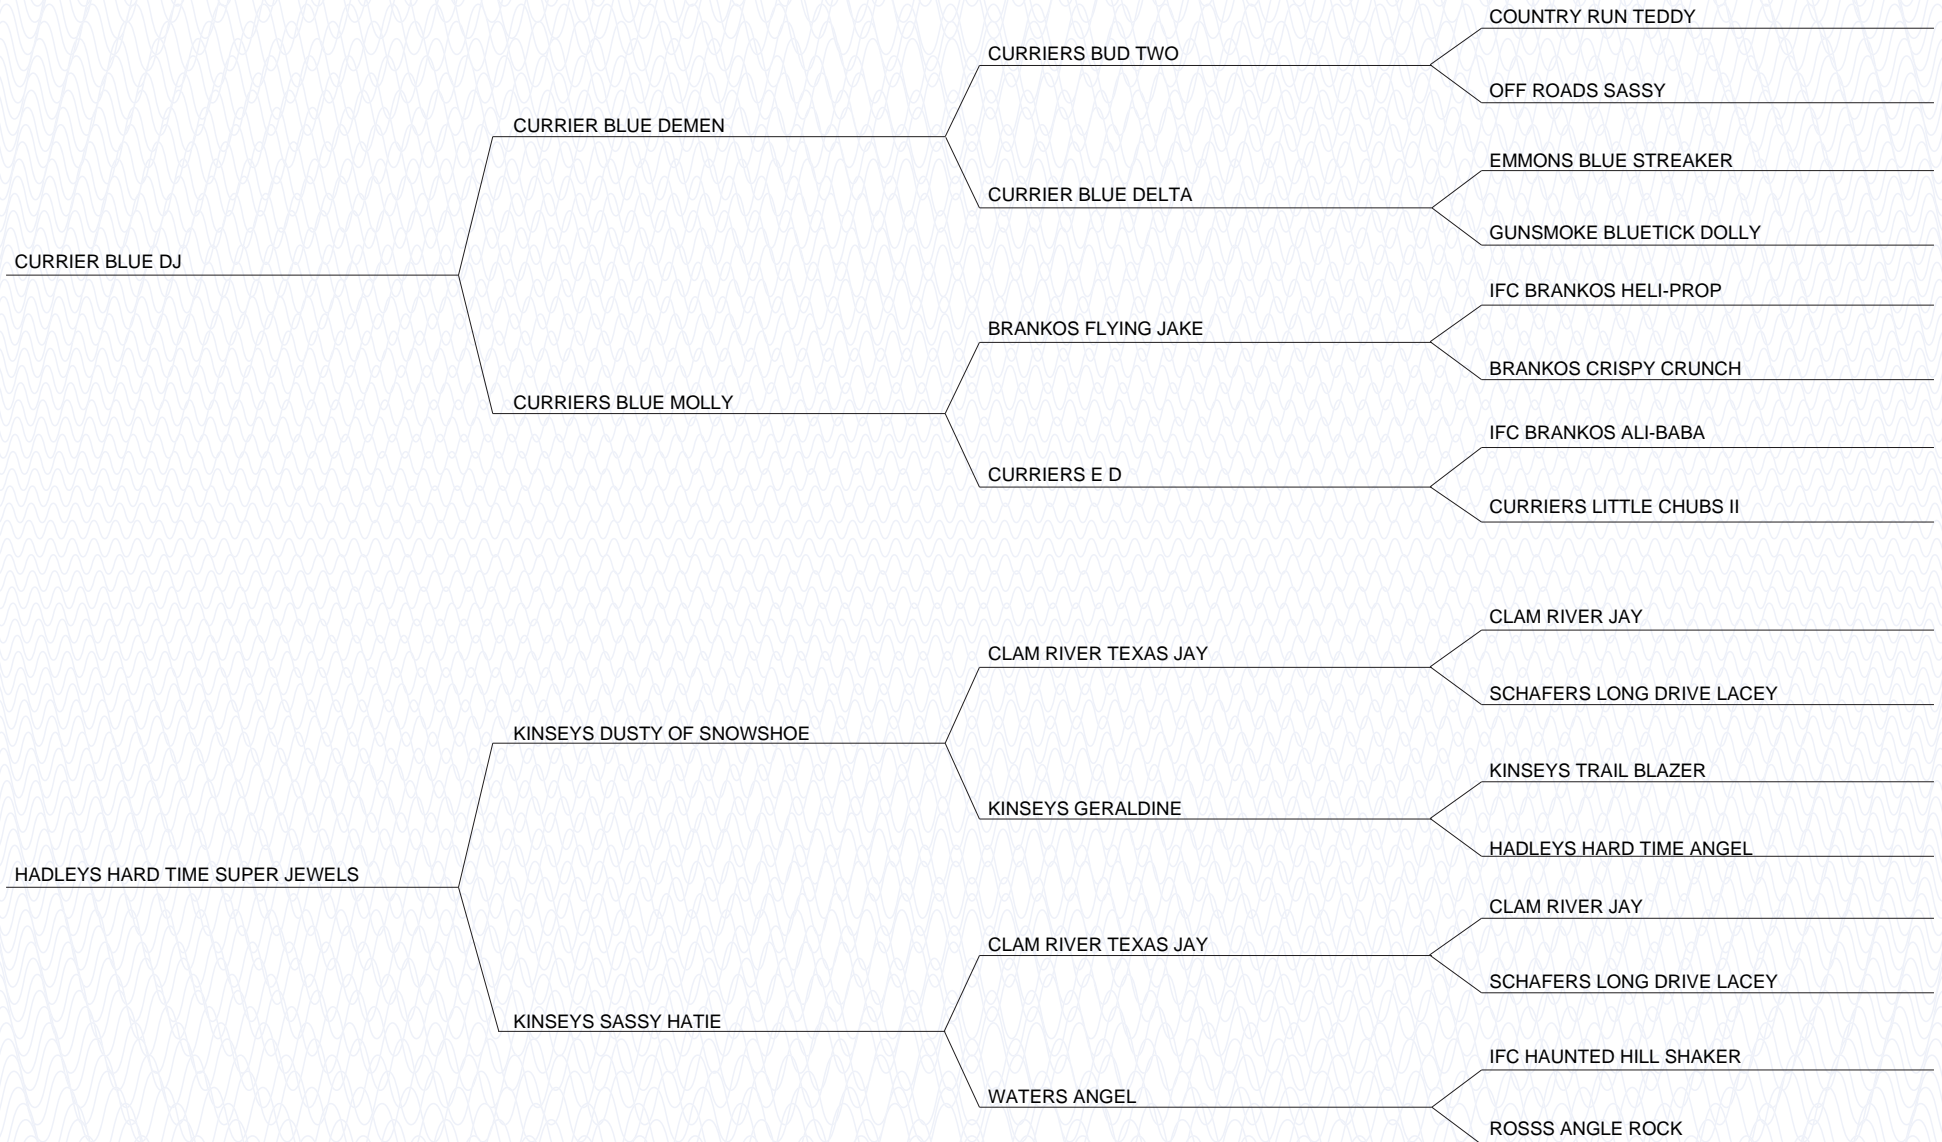 COUNTRY RUN TEDDY
CURRIERS BUD TWO
OFF ROADS SASSY
CURRIER BLUE DEMEN
EMMONS BLUE STREAKER
CURRIER BLUE DELTA
GUNSMOKE BLUETICK DOLLY
CURRIER BLUE DJ
IFC BRANKOS HELI-PROP
BRANKOS FLYING JAKE
BRANKOS CRISPY CRUNCH
CURRIERS BLUE MOLLY
IFC BRANKOS ALI-BABA
CURRIERS E D
CURRIERS LITTLE CHUBS II
CLAM RIVER JAY
CLAM RIVER TEXAS JAY
SCHAFERS LONG DRIVE LACEY
KINSEYS DUSTY OF SNOWSHOE
KINSEYS TRAIL BLAZER
KINSEYS GERALDINE
HADLEYS HARD TIME ANGEL
HADLEYS HARD TIME SUPER JEWELS
CLAM RIVER JAY
CLAM RIVER TEXAS JAY
SCHAFERS LONG DRIVE LACEY
KINSEYS SASSY HATIE
IFC HAUNTED HILL SHAKER
WATERS ANGEL
ROSSS ANGLE ROCK